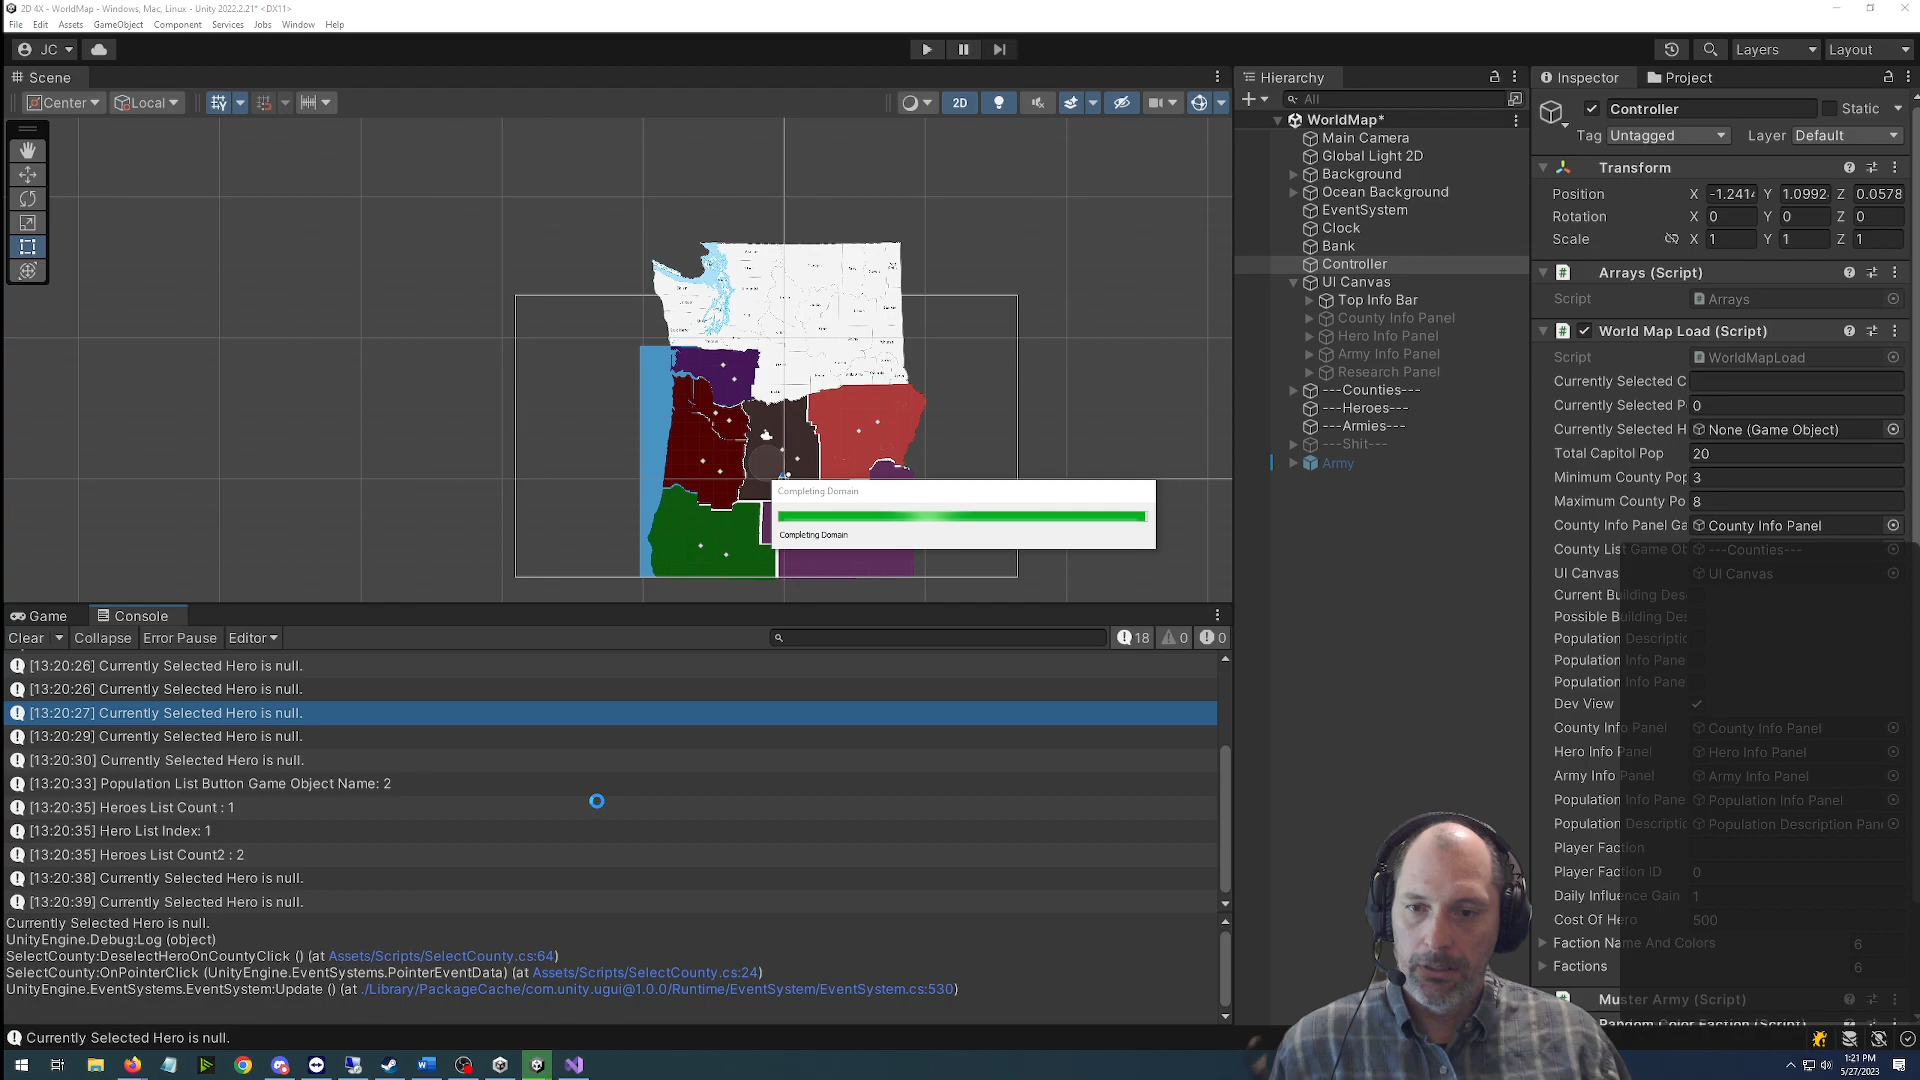 2D 4X - WorldMap - Windows, Mac, Linux - Unity 2022.2.21* <DX11>
File Edit Assets GameObject Component Services Jobs Window Help
JC Layers Layout
Scene
Center Local 2D
Hierarchy
All
WorldMap*
Main Camera
Global Light 2D
Background
Ocean Background
EventSystem
Clock
Bank
Controller
UI Canvas
Top Info Bar
County Info Panel
Hero Info Panel
Army Info Panel
Research Panel
---Counties---
---Heroes---
---Armies---
---Shit---
Army
Inspector Project
Controller Static
Tag Untagged Layer Default
Transform
Position X -1.241 Y 1.0992 Z 0.0578
Rotation X 0 Y 0 Z 0
Scale X 1 Y 1 Z 1
Arrays (Script)
Script Arrays
World Map Load (Script)
Script WorldMapLoad
Currently Selected C
Currently Selected P 0
Currently Selected H None (Game Object)
Total Capitol Pop 20
Minimum County Pop 3
Maximum County Po 8
County Info Panel Ga County Info Panel
County List Game Ob ---Counties---
UI Canvas UI Canvas
Current Building Des
Possible Building Des
Population Descriptic
Population Info Pane
Population Info Pane
Dev View
County Info Panel County Info Panel
Hero Info Panel Hero Info Panel
Army Info Panel Army Info Panel
Population Info Pane Population Info Panel
Population Descriptic Population Description Pan
Player Faction
Player Faction ID 0
Daily Influence Gain 1
Cost Of Hero 500
Faction Name And Colors 6
Factions 6
Muster Army (Script)
Random Color Faction (Script)
Completing Domain
Completing Domain
Game Console
Clear Collapse Error Pause Editor 18 0 0
[13:20:26] Currently Selected Hero is null.
[13:20:26] Currently Selected Hero is null.
[13:20:27] Currently Selected Hero is null.
[13:20:29] Currently Selected Hero is null.
[13:20:30] Currently Selected Hero is null.
[13:20:33] Population List Button Game Object Name: 2
[13:20:35] Heroes List Count : 1
[13:20:35] Hero List Index: 1
[13:20:35] Heroes List Count2 : 2
[13:20:38] Currently Selected Hero is null.
[13:20:39] Currently Selected Hero is null.
Currently Selected Hero is null.
UnityEngine.Debug:Log (object)
SelectCounty:DeselectHeroOnCountyClick () (at Assets/Scripts/SelectCounty.cs:64)
SelectCounty:OnPointerClick (UnityEngine.EventSystems.PointerEventData) (at Assets/Scripts/SelectCounty.cs:24)
UnityEngine.EventSystems.EventSystem:Update () (at ./Library/PackageCache/com.unity.ugui@1.0.0/Runtime/EventSystem/EventSystem.cs:530)
Currently Selected Hero is null.
1:21 PM
5/27/2023